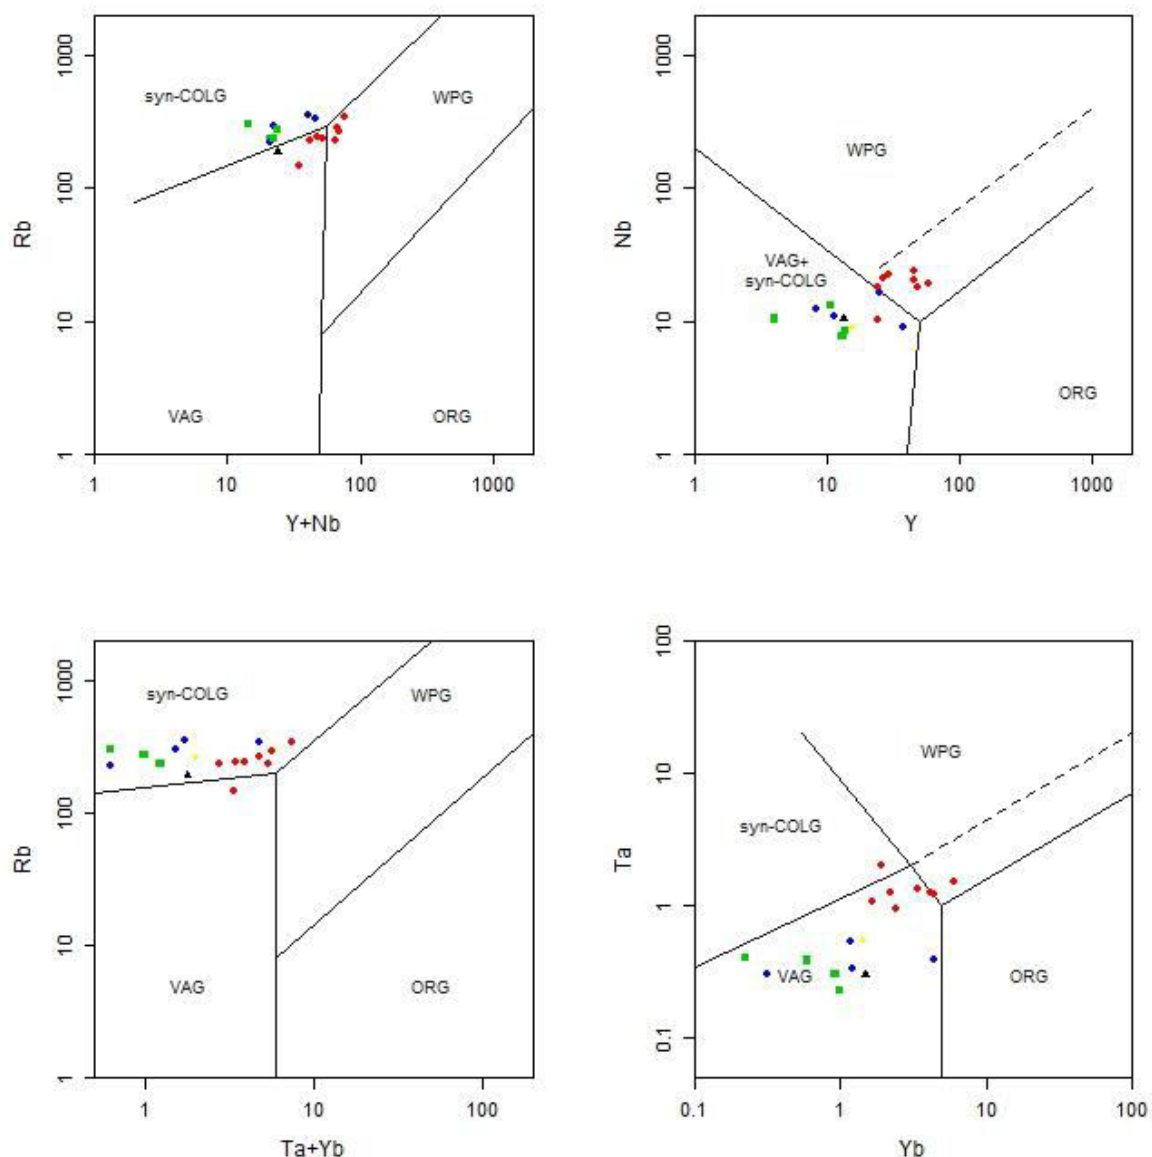 1000
100
10
1
Rb
syn-COLG
WPG
VAG
ORG
1 10 100 1000
Y+Nb
1000
100
10
1
Nb
WPG
VAG+
syn-COLG
ORG
1 10 100 1000
Y
1000
100
10
1
Rb
syn-COLG
WPG
VAG
ORG
1 10 100
Ta+Yb
100
10
1
0.1
Ta
WPG
syn-COLG
VAG
ORG
0.1 1 10 100
Yb